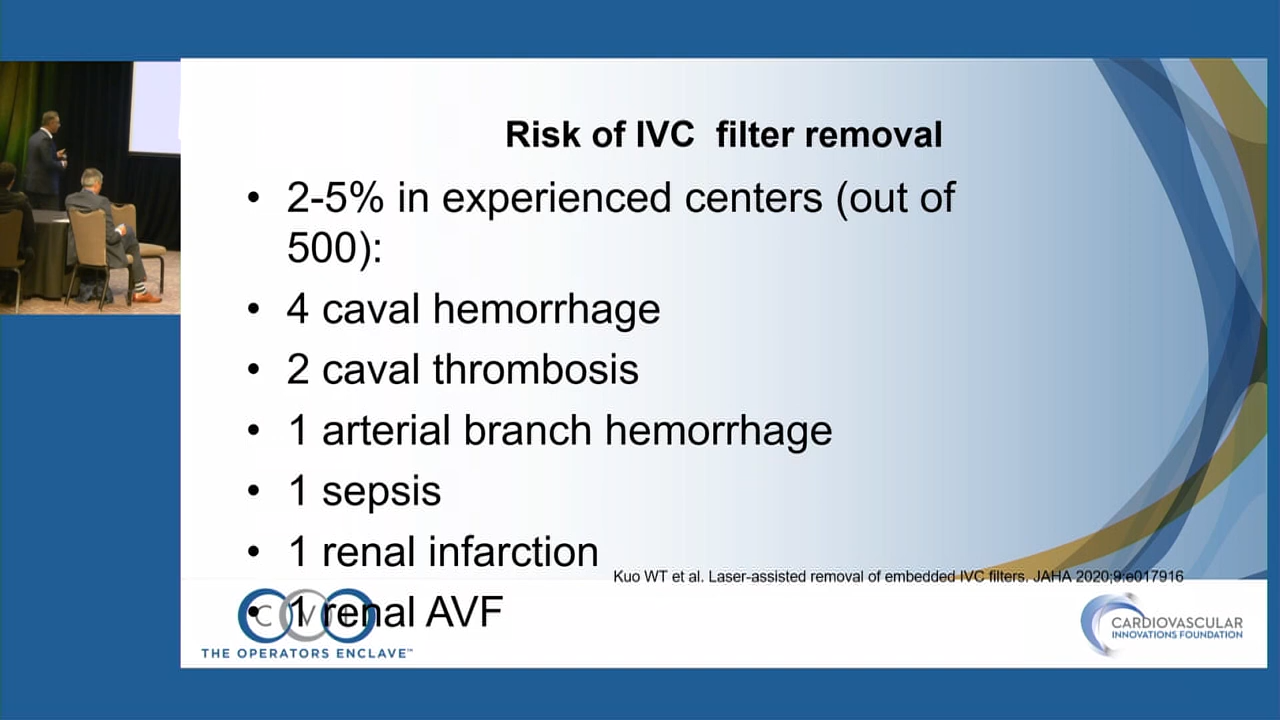 Risk of IVC  filter removal
• 2-5% in experienced centers (out of
500):
• 4 caval hemorrhage
• 2 caval thrombosis
• 1 arterial branch hemorrhage
• 1 sepsis
• 1 renal infarction
Kuo WT et al. Laser-assisted removal of embedded IVC filters. JAHA 2020;9:e017916
• 1 renal AVF
THE OPERATORS ENCLAVE™
CARDIOVASCULAR
INNOVATIONS FOUNDATION